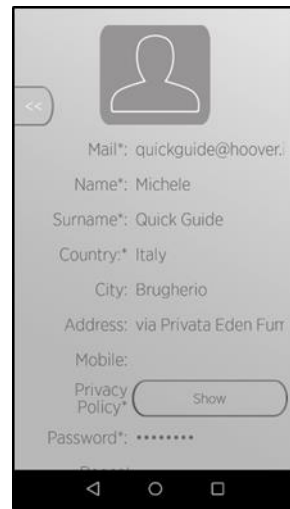 <<
Mail*: quickguide@hoover.
Name*: Michele
Surname*: Quick Guide
Country:* Italy
City: Brugherio
Address: via Privata Eden Fum
Mobile:
Privacy
Policy*
Show
Password*: ••••••••